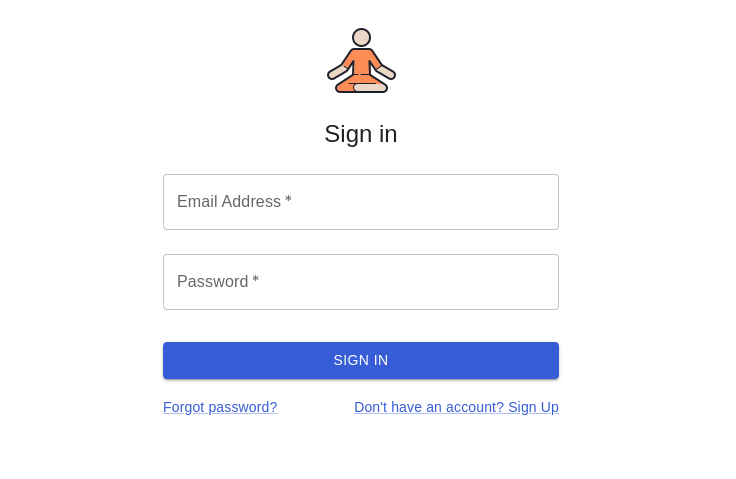 Sign in
Email Address *
Password *
SIGN IN
Forgot password?
Don't have an account? Sign Up